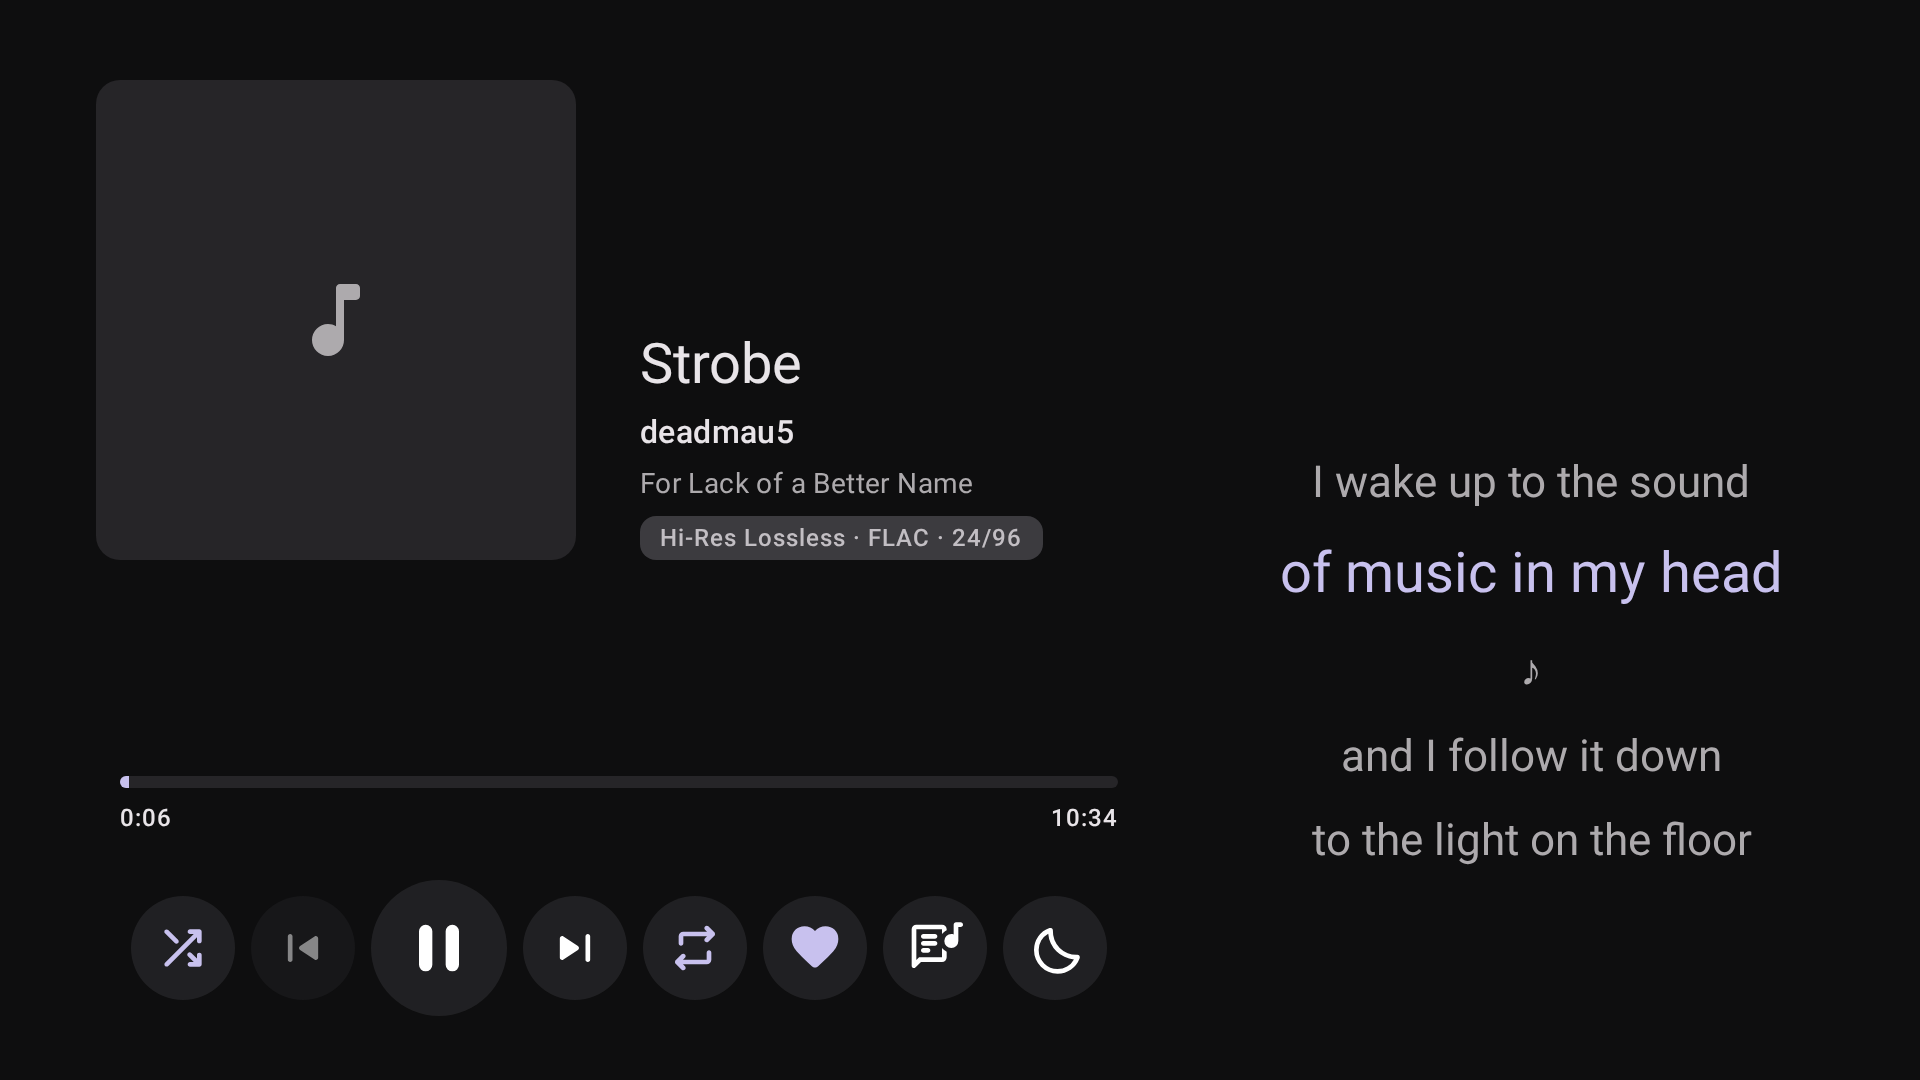 Strobe
deadmau5
For Lack of a Better Name
Hi-Res Lossless · FLAC · 24/96
0:06
10:34
I wake up to the sound
of music in my head
♪
and I follow it down
to the light on the floor